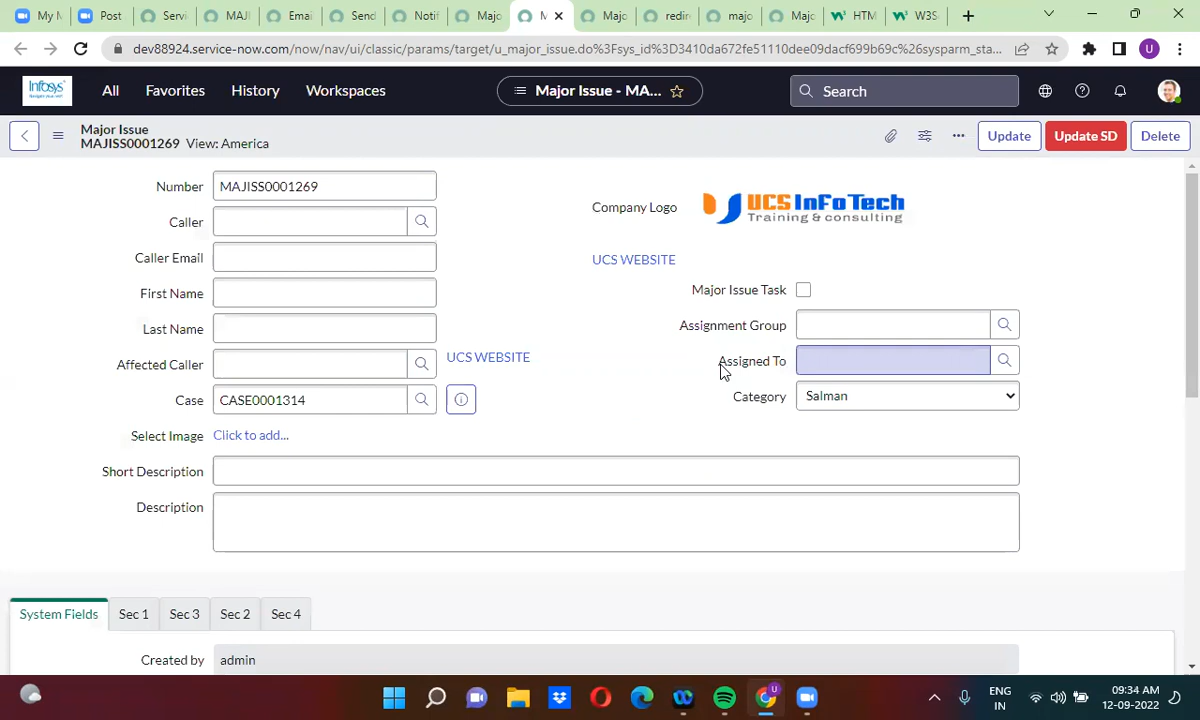 My M
Post
Servi
MAJI
Emai
Send
Notif
Majo
M
Majo
redire
majo
Majo
HTM
W3S
dev88924.service-now.com/now/nav/ui/classic/params/target/u_major_issue.do%3Fsys_id%3D3410da672fe51110dee09dacf699b69c%26sysparm_sta...
U
Infosys
All
Favorites
History
Workspaces
Major Issue - MA...
Search
Major Issue
MAJISS0001269 View: America
Update
Update SD
Delete
Number MAJISS0001269
Caller
Caller Email
First Name
Last Name
Affected Caller
UCS WEBSITE
Case CASE0001314
Select Image Click to add...
Company Logo
UCS InFoTech
Training & consulting
UCS WEBSITE
Major Issue Task
Assignment Group
Assigned To
Category Salman
Short Description
Description
System Fields
Sec 1
Sec 3
Sec 2
Sec 4
Created by admin
ENG
IN
09:34 AM
12-09-2022